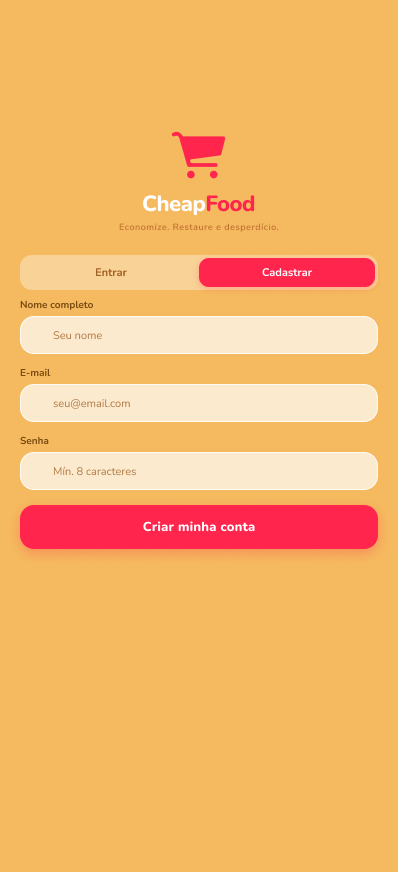 CheapFood
Economize. Restaure e desperdício.
Entrar Cadastrar
Nome completo
Seu nome
E-mail
seu@email.com
Senha
Mín. 8 caracteres
Criar minha conta